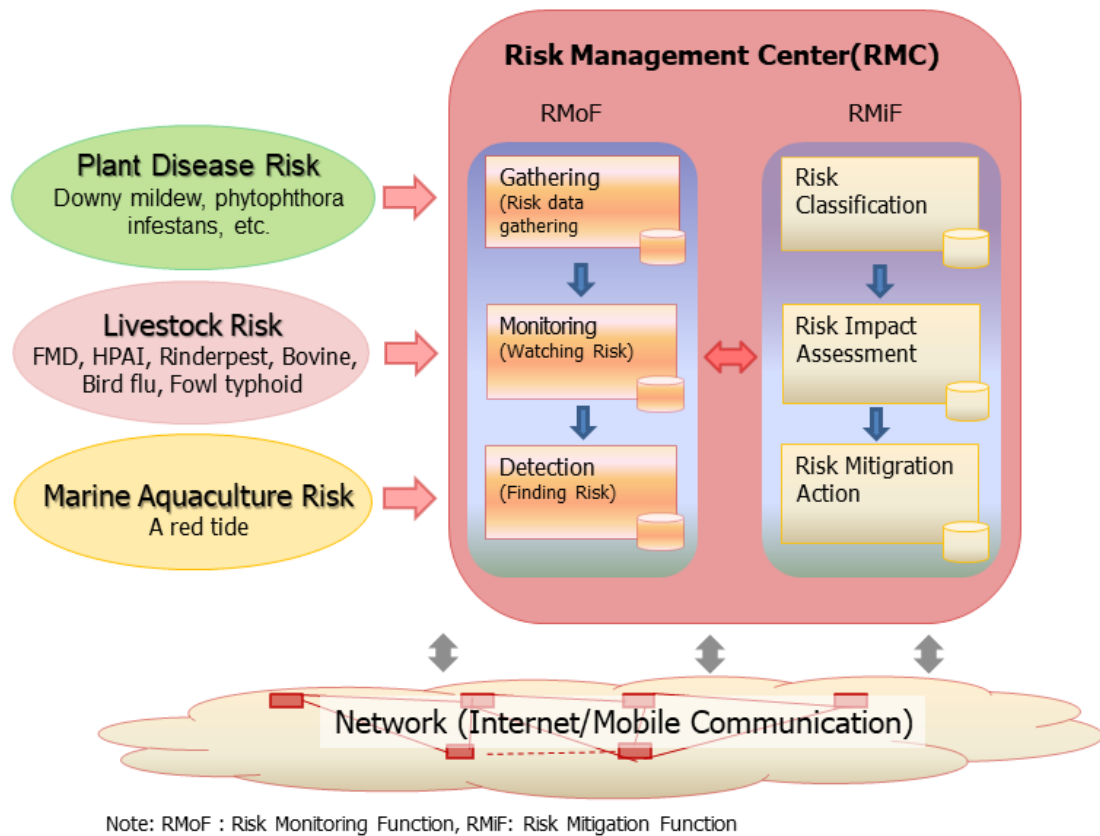 Risk Management Center(RMC)
RMoF
RMiF
Plant Disease Risk
Downy mildew, phytophthora
infestans, etc.
Livestock Risk
FMD, HPAI, Rinderpest, Bovine,
Bird flu, Fowl typhoid
Marine Aquaculture Risk
A red tide
Gathering
(Risk data
gathering
Monitoring
(Watching Risk)
Detection
(Finding Risk)
Risk
Classification
Risk Impact
Assessment
Risk Mitigration
Action
Network (Internet/Mobile Communication)
Note: RMoF : Risk Monitoring Function, RMiF: Risk Mitigation Function